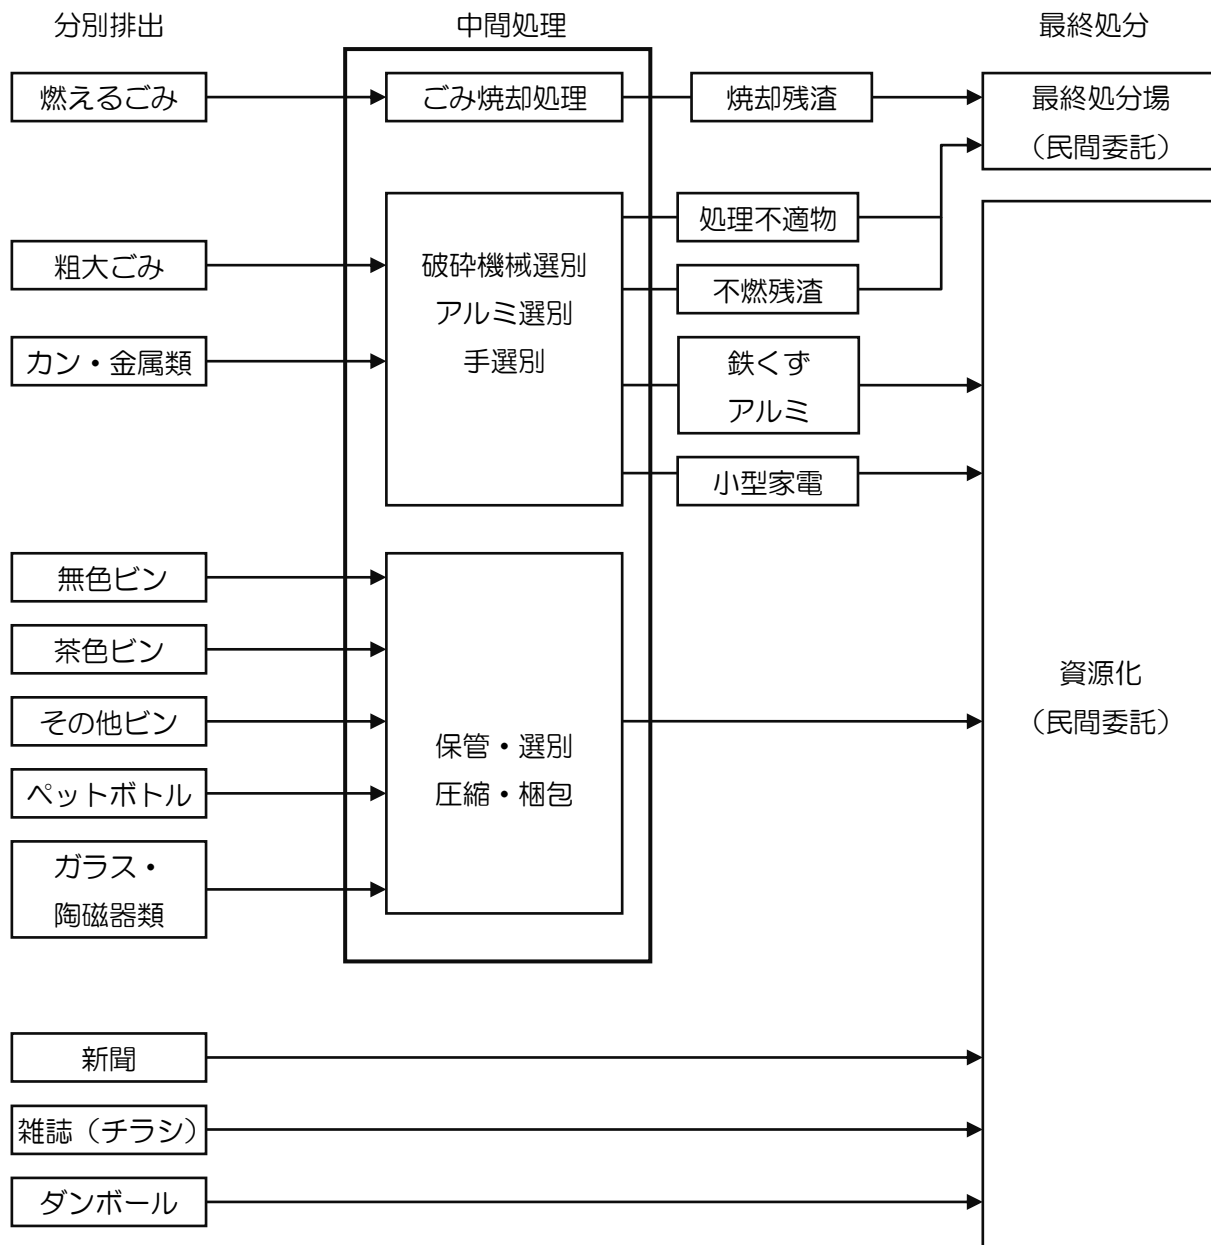 分別排出
中間処理
最終処分
燃えるごみ
ごみ焼却処理
焼却残渣
最終処分場
（民間委託）
処理不適物
粗大ごみ
破砕機械選別
アルミ選別
手選別
不燃残渣
カン・金属類
鉄くず
アルミ
小型家電
無色ビン
茶色ビン
その他ビン
ペットボトル
ガラス・
陶磁器類
保管・選別
圧縮・梱包
資源化
（民間委託）
新聞
雑誌（チラシ）
ダンボール